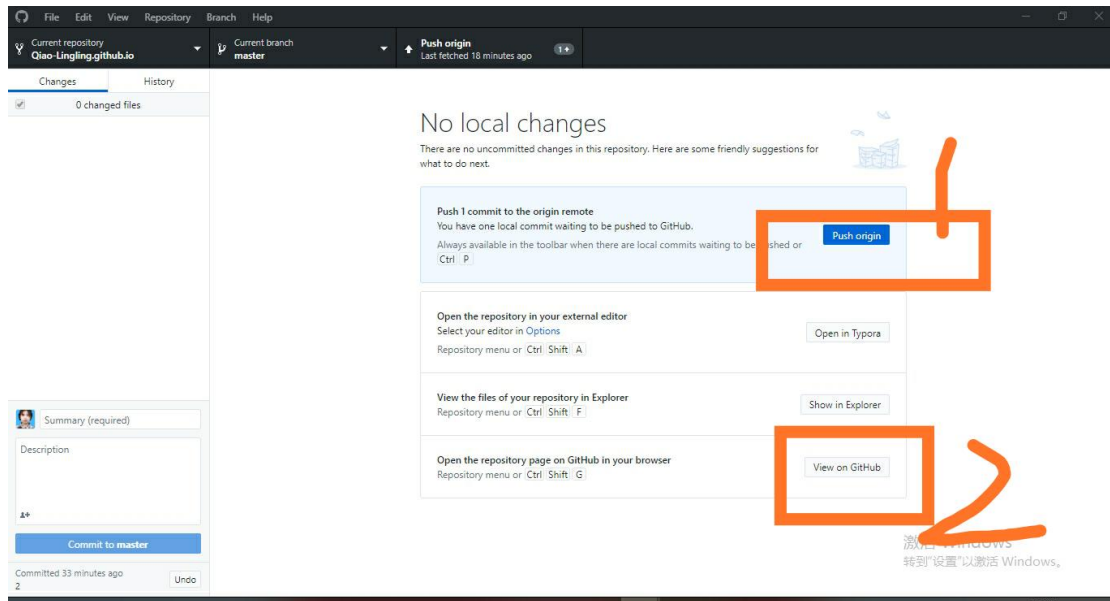 File Edit View Repository Branch Help
Current repository
Qiao-Lingling.github.io
Current branch
master
Push origin
Last fetched 18 minutes ago
1
Changes History
0 changed files
No local changes
There are no uncommitted changes in this repository. Here are some friendly suggestions for
what to do next.
Push 1 commit to the origin remote
You have one local commit waiting to be pushed to GitHub.
Always available in the toolbar when there are local commits waiting to be pushed or
Ctrl P
Push origin
1
Open the repository in your external editor
Select your editor in Options
Repository menu or Ctrl Shift A
Open in Typora
View the files of your repository in Explorer
Repository menu or Ctrl Shift F
Show in Explorer
Open the repository page on GitHub in your browser
Repository menu or Ctrl Shift G
View on GitHub
2
Summary (required)
Description
Commit to master
Committed 33 minutes ago
2
Undo
激活 Windows
转到"设置"以激活 Windows。